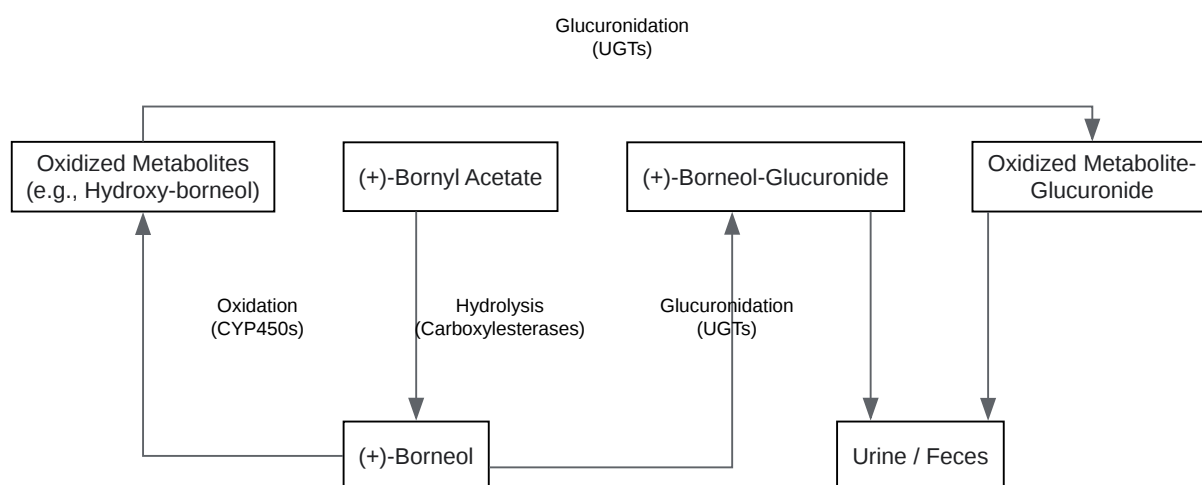 Glucuronidation
(UGTs)
Oxidized Metabolites
(e.g., Hydroxy-borneol)
(+)-Bornyl Acetate
(+)-Borneol-Glucuronide
Oxidized Metabolite-
Glucuronide
Oxidation
(CYP450s)
Hydrolysis
(Carboxylesterases)
Glucuronidation
(UGTs)
(+)-Borneol
Urine / Feces